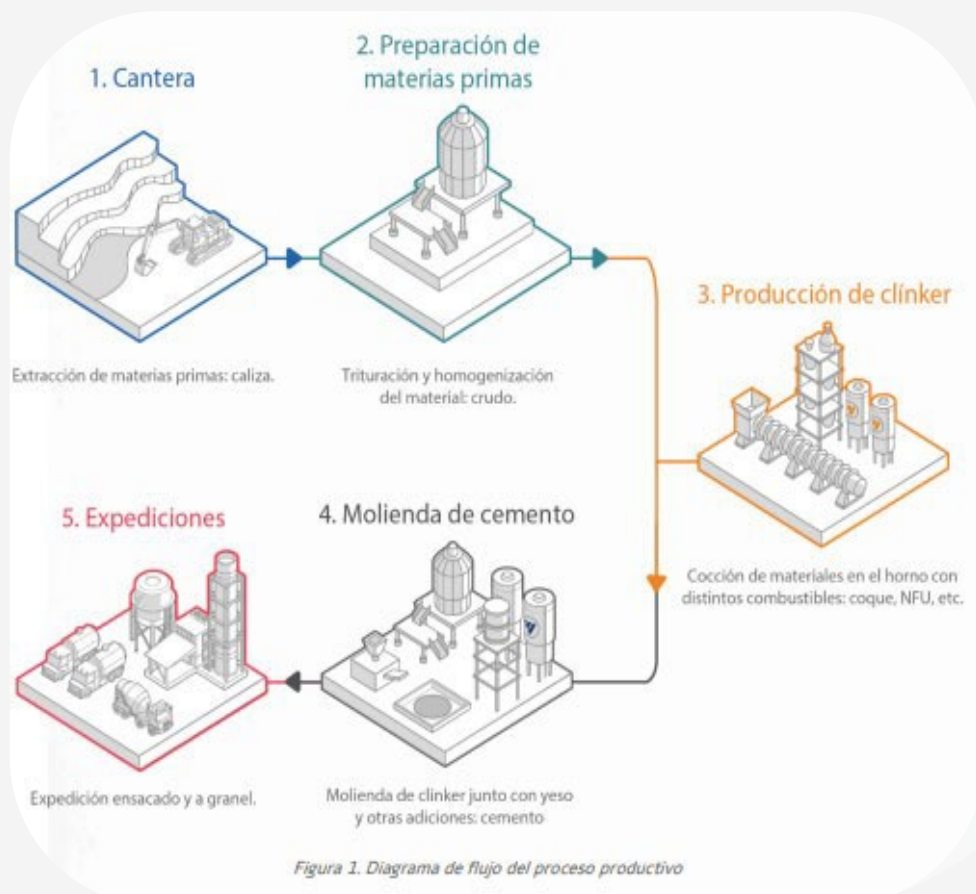 1. Cantera
Extracción de materias primas: caliza.
2. Preparación de
materias primas
Trituración y homogenización
del material: crudo.
3. Producción de clínker
Cocción de materiales en el horno con
distintos combustibles: coque, NFU, etc.
4. Molienda de cemento
Molienda de clinker junto con yeso
y otras adiciones: cemento
5. Expediciones
Expedición ensacado y a granel.
Figura 1. Diagrama de flujo del proceso productivo